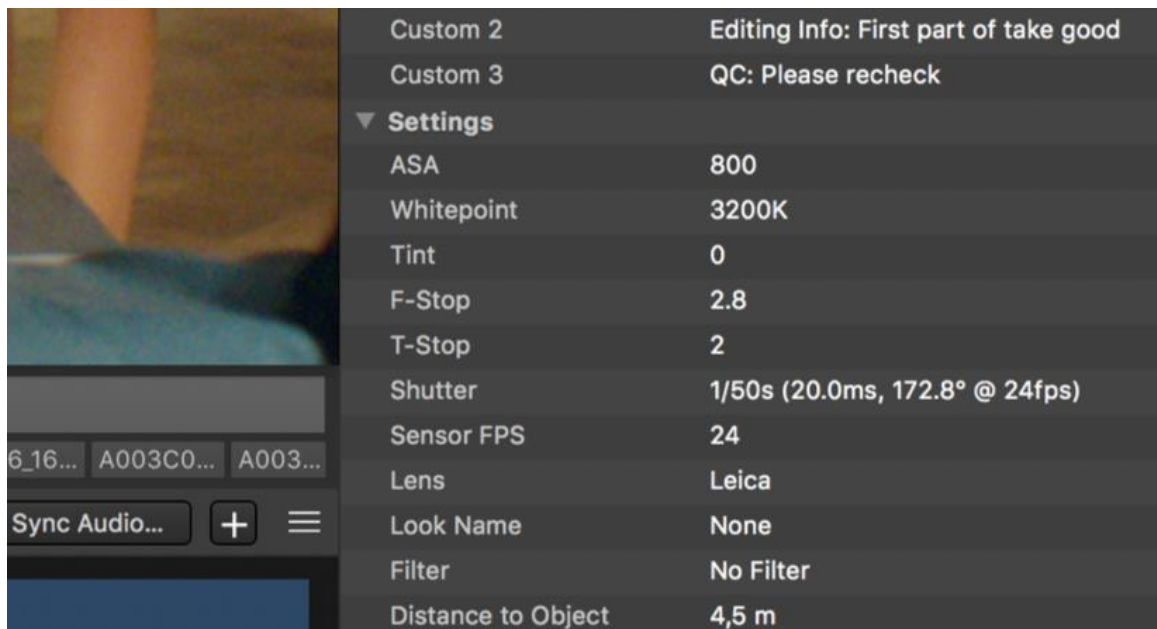 Custom 2 Editing Info: First part of take good
Custom 3 QC: Please recheck
Settings
ASA 800
Whitepoint 3200K
Tint 0
F-Stop 2.8
T-Stop 2
Shutter 1/50s (20.0ms, 172.8° @ 24fps)
Sensor FPS 24
Lens Leica
Look Name None
Filter No Filter
Distance to Object 4,5 m
6_16... A003C0... A003...
Sync Audio... +